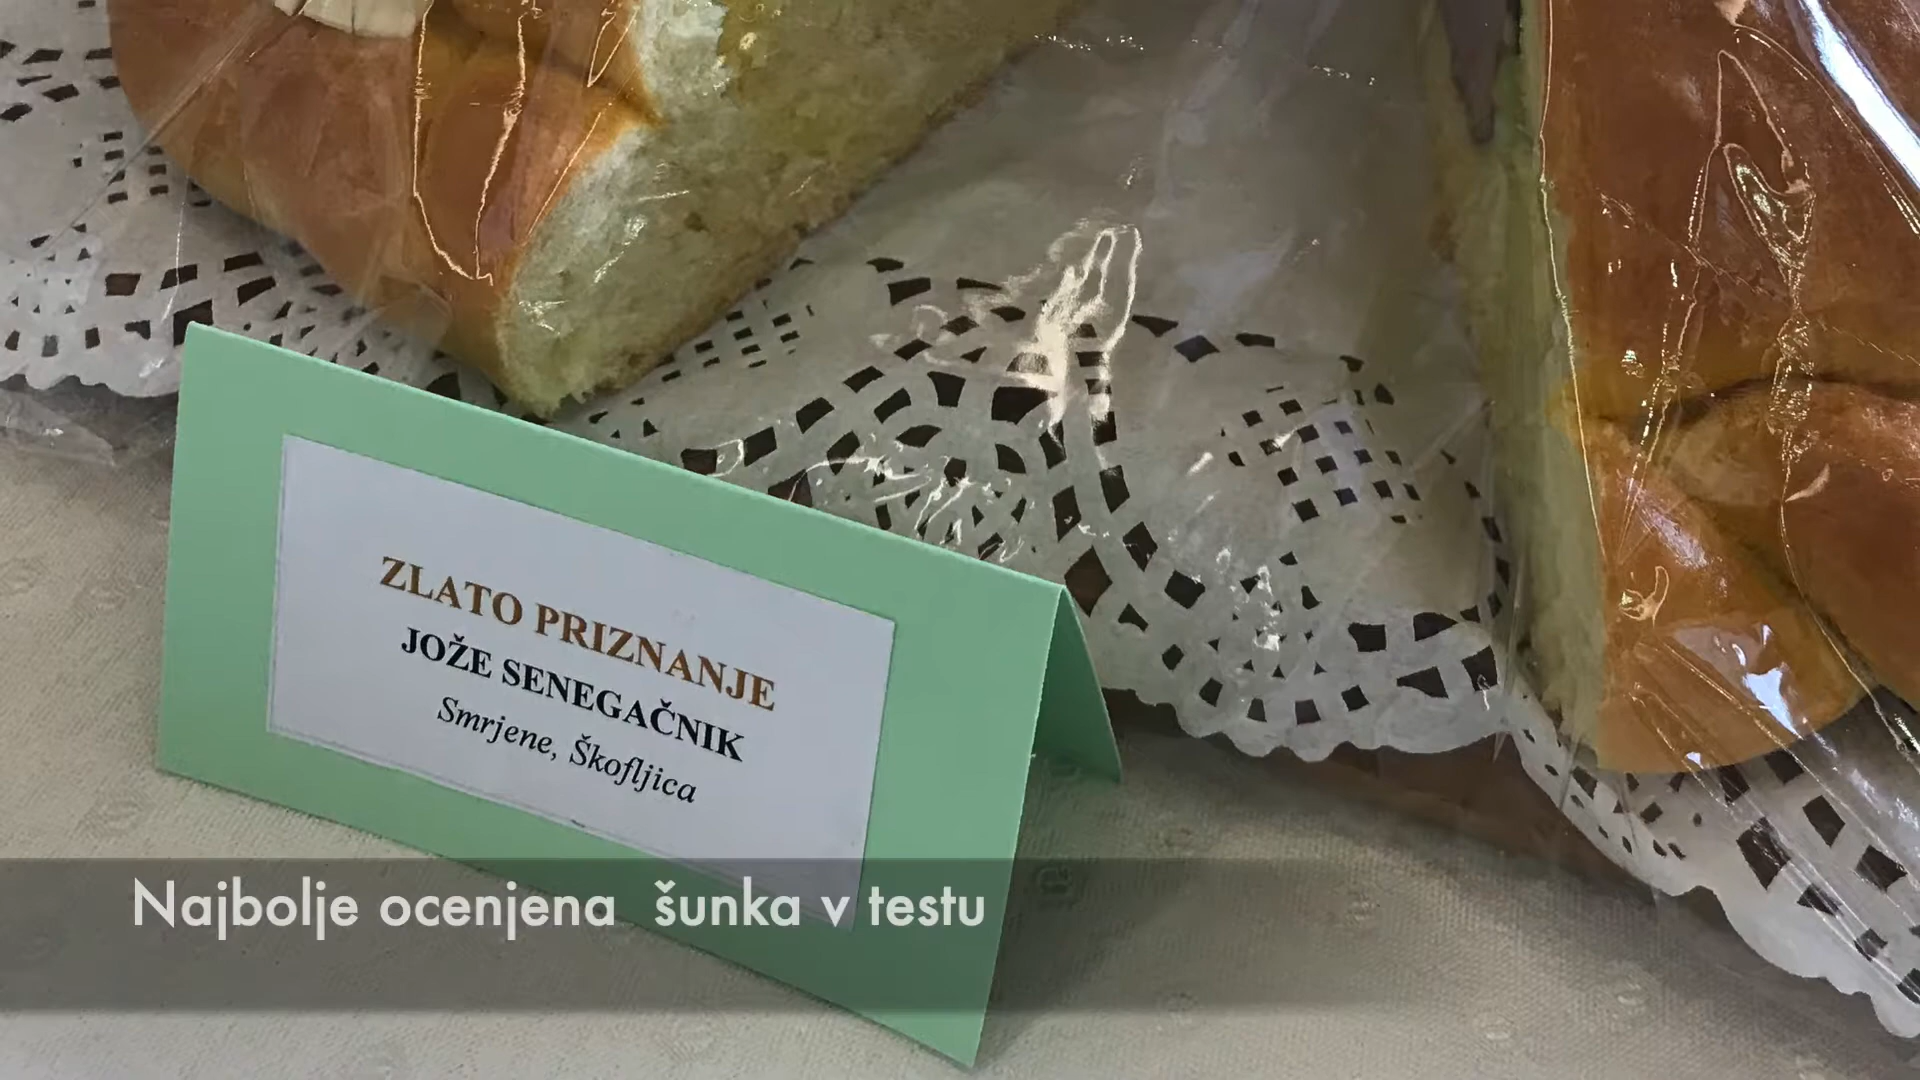 ZLATO PRIZNANJE
JOŽE SENEGAČNIK
Smrjene, Škofljica
Najbolje ocenjena šunka v testu